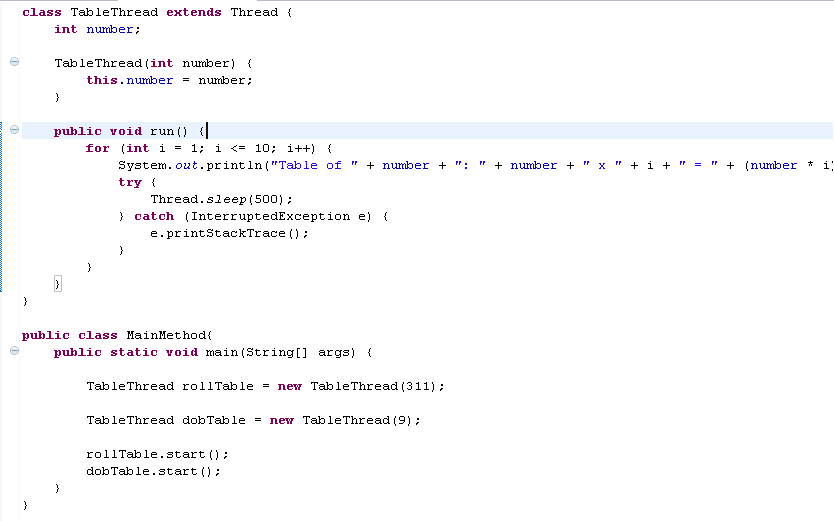 class TableThread extends Thread {
    int number;

    TableThread(int number) {
        this.number = number;
    }

    public void run() {
        for (int i = 1; i <= 10; i++) {
            System.out.println("Table of " + number + ": " + number + " x " + i + " = " + (number * i)
            try {
                Thread.sleep(500);
            } catch (InterruptedException e) {
                e.printStackTrace();
            }
        }
    }
}

public class MainMethod{
    public static void main(String[] args) {

        TableThread rollTable = new TableThread(311);

        TableThread dobTable = new TableThread(9);

        rollTable.start();
        dobTable.start();
    }
}